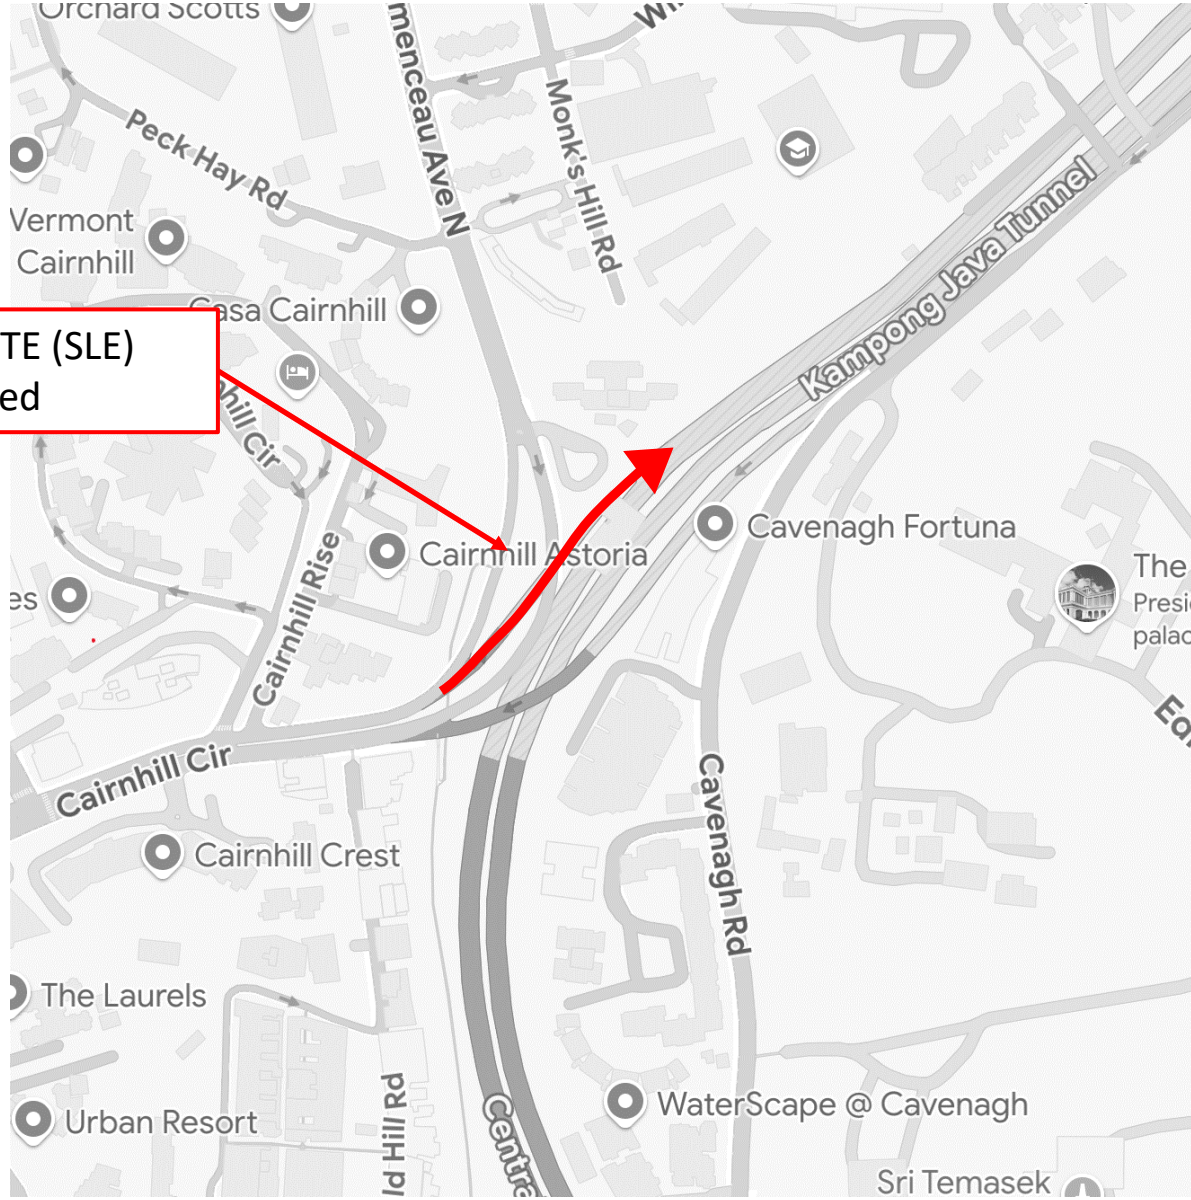 Orchard Scotts
menceau Ave N
Peck Hay Rd
Monk's Hill Rd
Vermont
Cairnhill
Casa Cairnhill
Kampong Java Tunnel
TE (SLE)
ed
hill Cir
Cairnhill Rise
Cairnhill Astoria
Cavenagh Fortuna
The
Presi
palac
es
Cairnhill Cir
Cairnhill Crest
Cavenagh Rd
The Laurels
Urban Resort
ld Hill Rd
Centra
WaterScape @ Cavenagh
Sri Temasek